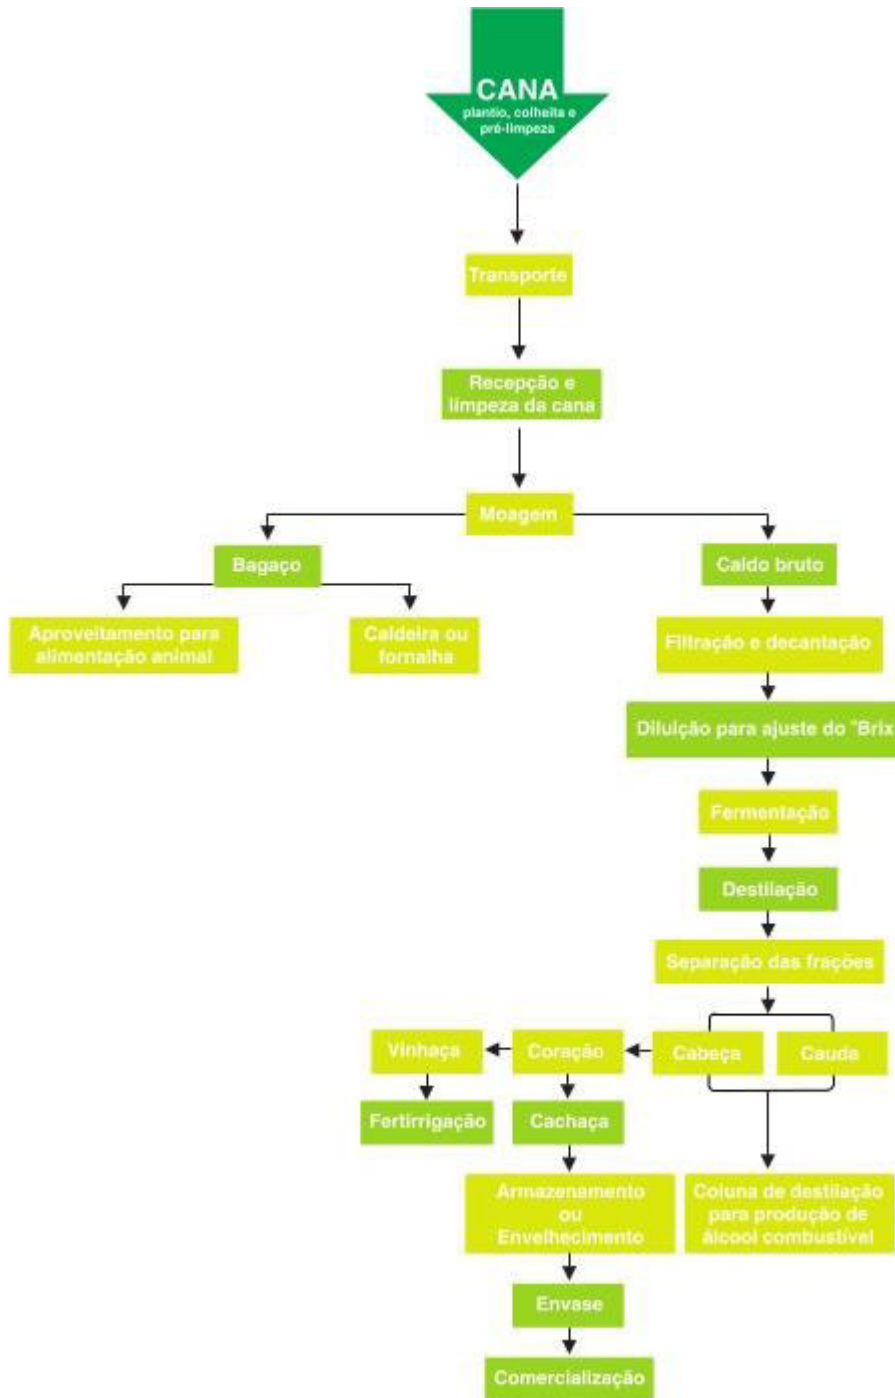 CANA
plantio, colheita e
pré-limpeza
Transporte
Recepção e
limpeza da cana
Moagem
Bagaço
Caldo bruto
Aproveitamento para
alimentação animal
Caldeira ou
fornalha
Filtração e decantação
Diluição para ajuste do °Brix
Fermentação
Destilação
Separação das frações
Vinhaça
Coração
Cabeça
Cauda
Fertirrigação
Cachaça
Armazenamento
ou
Envelhecimento
Coluna de destilação
para produção de
álcool combustível
Envase
Comercialização